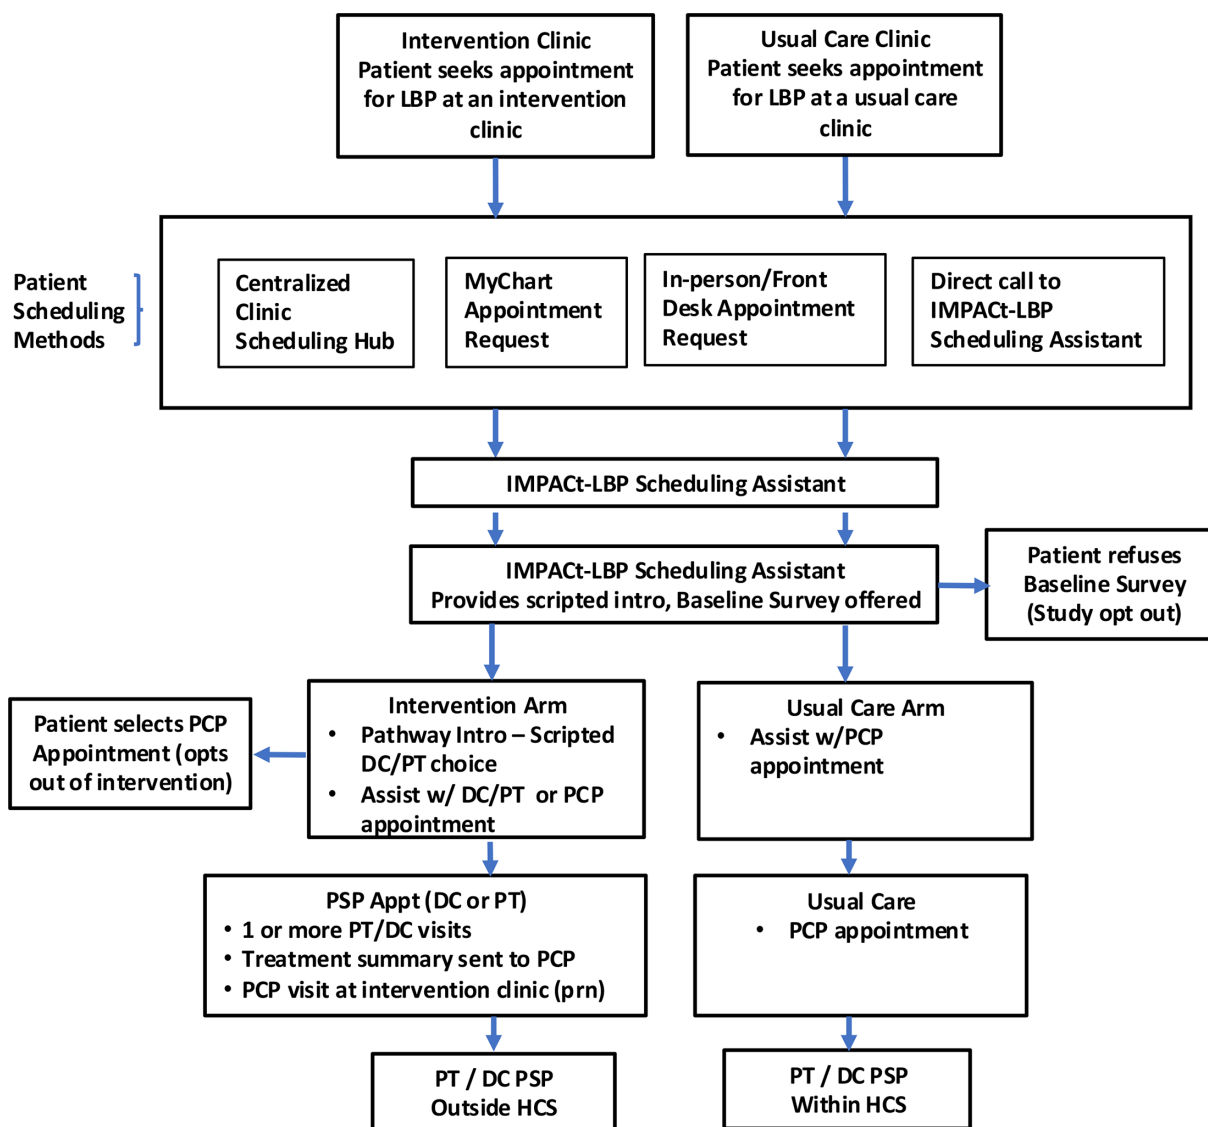 Intervention Clinic
Patient seeks appointment
for LBP at an intervention
clinic
Usual Care Clinic
Patient seeks appointment
for LBP at a usual care
clinic
Patient
Scheduling
Methods
Centralized
Clinic
Scheduling Hub
MyChart
Appointment
Request
In-person/Front
Desk Appointment
Request
Direct call to
IMPACt-LBP
Scheduling Assistant
IMPACt-LBP Scheduling Assistant
IMPACt-LBP Scheduling Assistant
Provides scripted intro, Baseline Survey offered
Patient refuses
Baseline Survey
(Study opt out)
Patient selects PCP
Appointment (opts
out of intervention)
Intervention Arm
• Pathway Intro – Scripted
DC/PT choice
• Assist w/ DC/PT or PCP
appointment
Usual Care Arm
• Assist w/PCP
appointment
PSP Appt (DC or PT)
• 1 or more PT/DC visits
• Treatment summary sent to PCP
• PCP visit at intervention clinic (prn)
Usual Care
• PCP appointment
PT / DC PSP
Outside HCS
PT / DC PSP
Within HCS